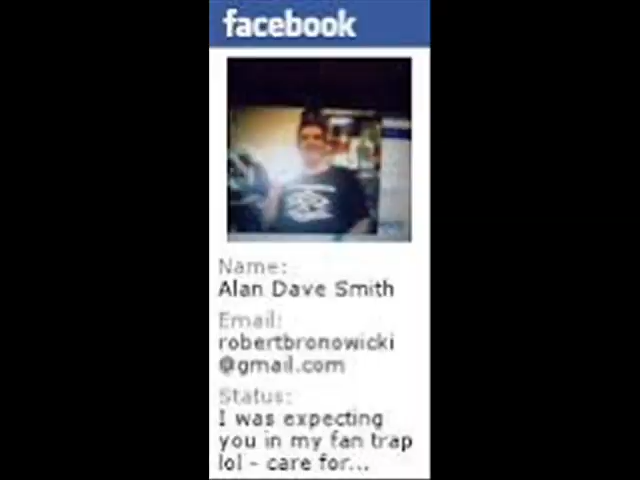 facebook
Name:
Alan Dave Smith
Email:
robertbronowicki
@gmail.com
Status:
I was expecting
you in my fan trap
lol - care for...